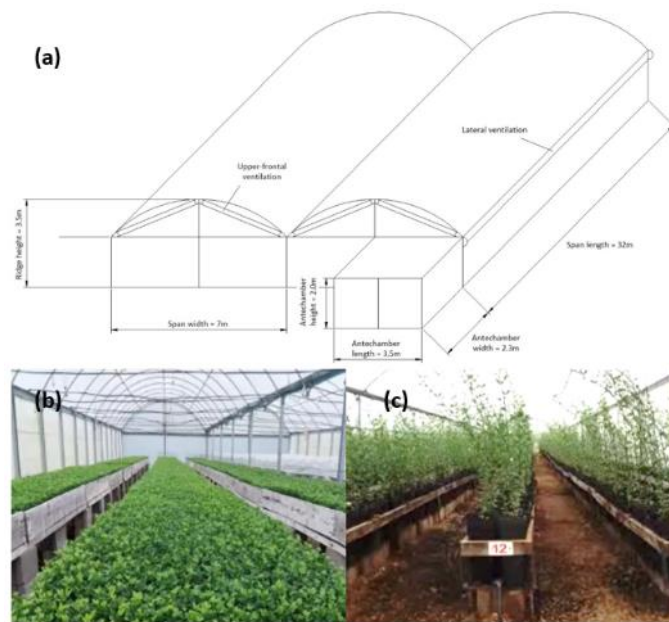 (a)
Lateral ventilation
Upper-frontal
ventilation
Ridge height = 3.5m
Span length = 32m
Antechamber
height = 2.0m
Span width = 7m
Antechamber
width = 2.3m
Antechamber
length = 3.5m
(b)
(c)
12